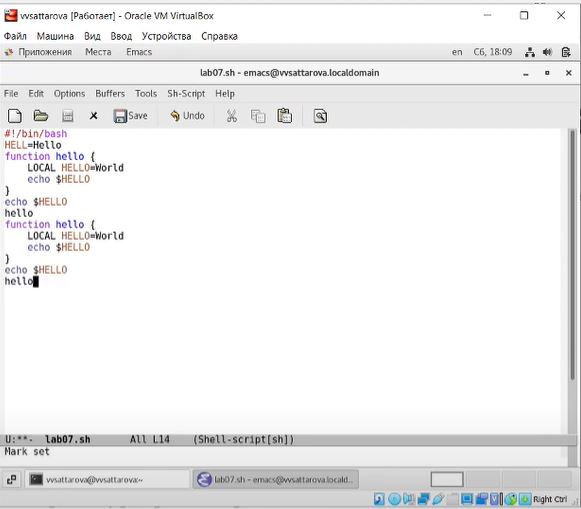 vvsattarova [Работает] - Oracle VM VirtualBox
Файл Машина Вид Ввод Устройства Справка
Приложения Места Emacs en Сб, 18:09
lab07.sh - emacs@vvsattarova.localdomain
File Edit Options Buffers Tools Sh-Script Help
Save Undo
#!/bin/bash
HELL=Hello
function hello {
    LOCAL HELLO=World
    echo $HELLO
}
echo $HELLO
hello
function hello {
    LOCAL HELLO=World
    echo $HELLO
}
echo $HELLO
hello
U:**-  lab07.sh       All L14    (Shell-script[sh])
Mark set
vvsattarova@vvsattarova:~ lab07.sh - emacs@vvsattarova.locald...
Right Ctrl